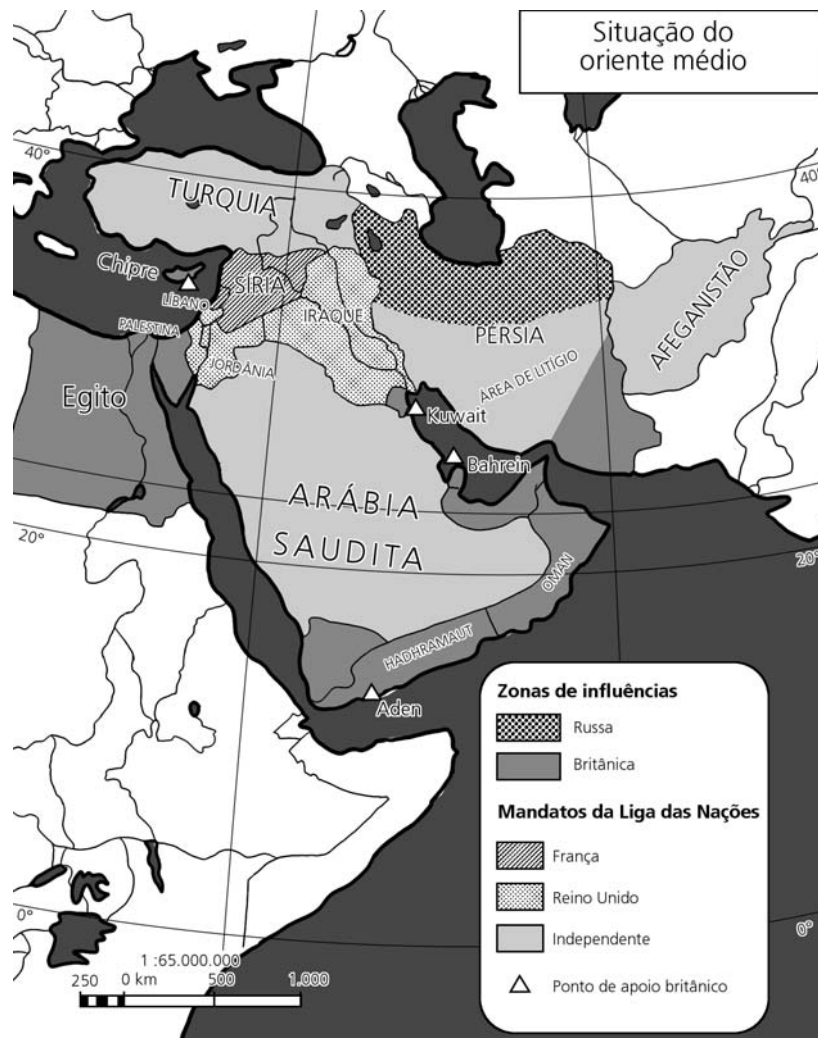 Situação do
oriente médio
40°
40°
TURQUIA
Chipre
SÍRIA
LÍBANO
IRAQUE
PALESTINA
PÉRSIA
AFEGANISTÃO
JORDÂNIA
ÁREA DE LITÍGIO
Egito
Kuwait
Bahrein
ARÁBIA
SAUDITA
20°
20°
OMAN
HADHRAMAUT
Aden
Zonas de influências
Russa
Britânica
Mandatos da Liga das Nações
França
Reino Unido
Independente
Ponto de apoio britânico
0°
0°
1 :65.000.000
250 0 km 500 1.000